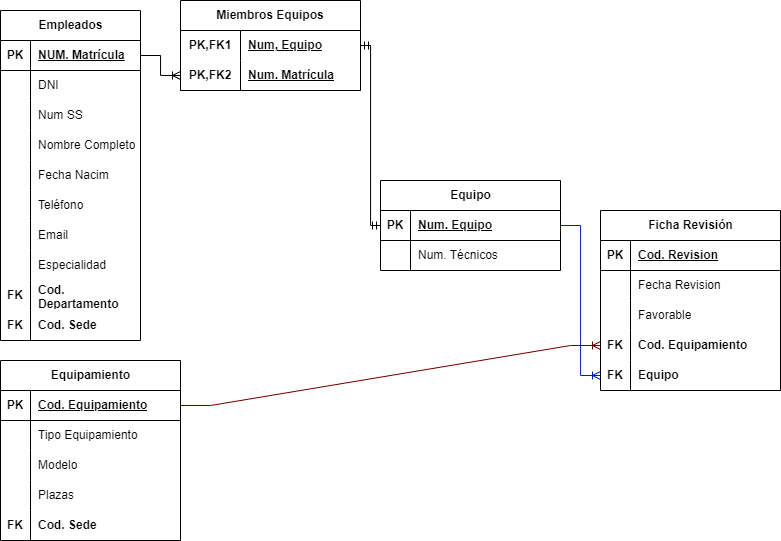 Empleados
PK NUM. Matrícula
DNI
Num SS
Nombre Completo
Fecha Nacim
Teléfono
Email
Especialidad
FK Cod.
Departamento
FK Cod. Sede
Miembros Equipos
PK,FK1 Num, Equipo
PK,FK2 Num. Matrícula
Equipo
PK Num. Equipo
Num. Técnicos
Ficha Revisión
PK Cod. Revision
Fecha Revision
Favorable
FK Cod. Equipamiento
FK Equipo
Equipamiento
PK Cod. Equipamiento
Tipo Equipamiento
Modelo
Plazas
FK Cod. Sede